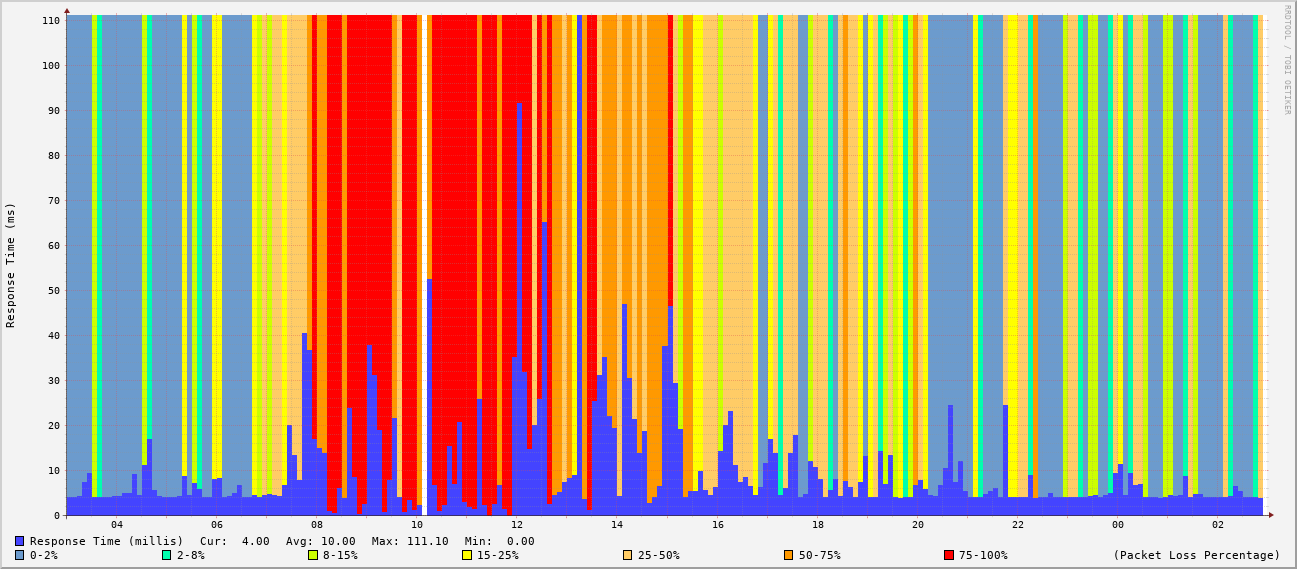 RRDTOOL / TOBI OETIKER
Response Time (ms)
110
100
90
80
70
60
50
40
30
20
10
0
04 06 08 10 12 14 16 18 20 22 00 02
Response Time (millis) Cur: 4.00 Avg: 10.00 Max: 111.10 Min: 0.00
0-2% 2-8% 8-15% 15-25% 25-50% 50-75% 75-100% (Packet Loss Percentage)